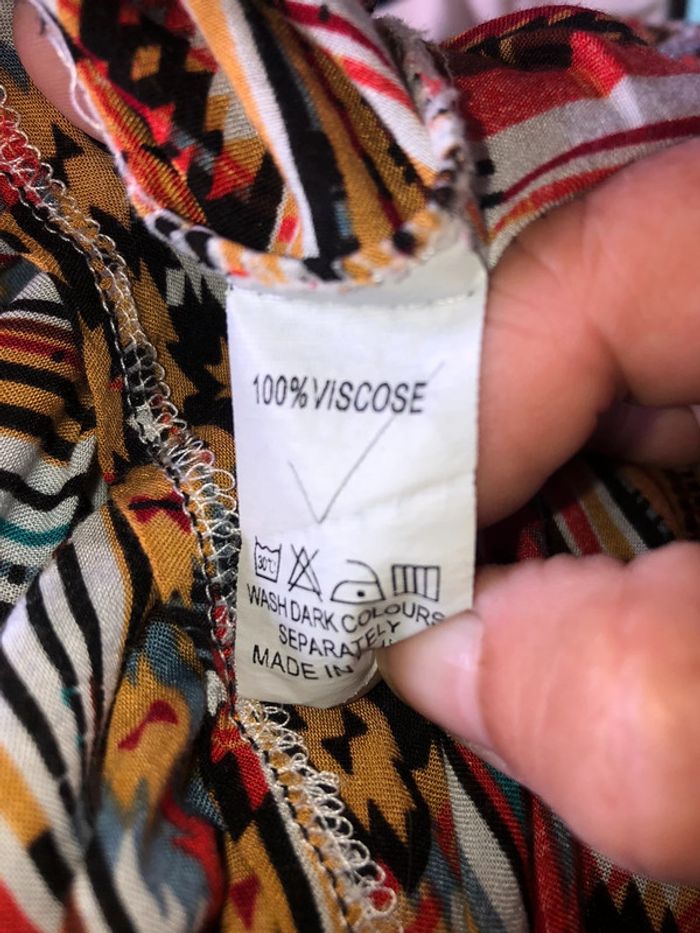 100%VISCOSE
30℃
WASH DARK COLOURS
SEPARATELY
MADE IN